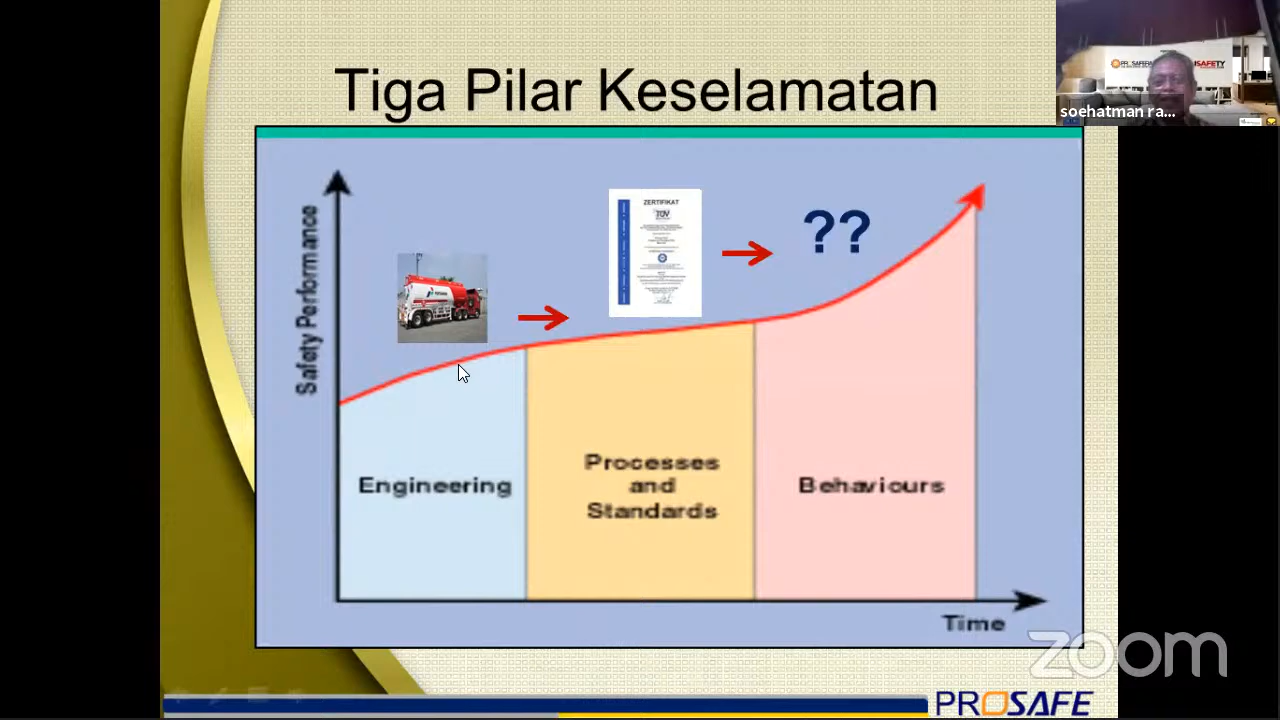 Tiga Pilar Keselamatan
soehatman ra...
Safety Performance
ZERTIFIKAT
TÜV
??
Engineering
Processes
and
Standards
Behaviours
Time
zoom
PROSAFE